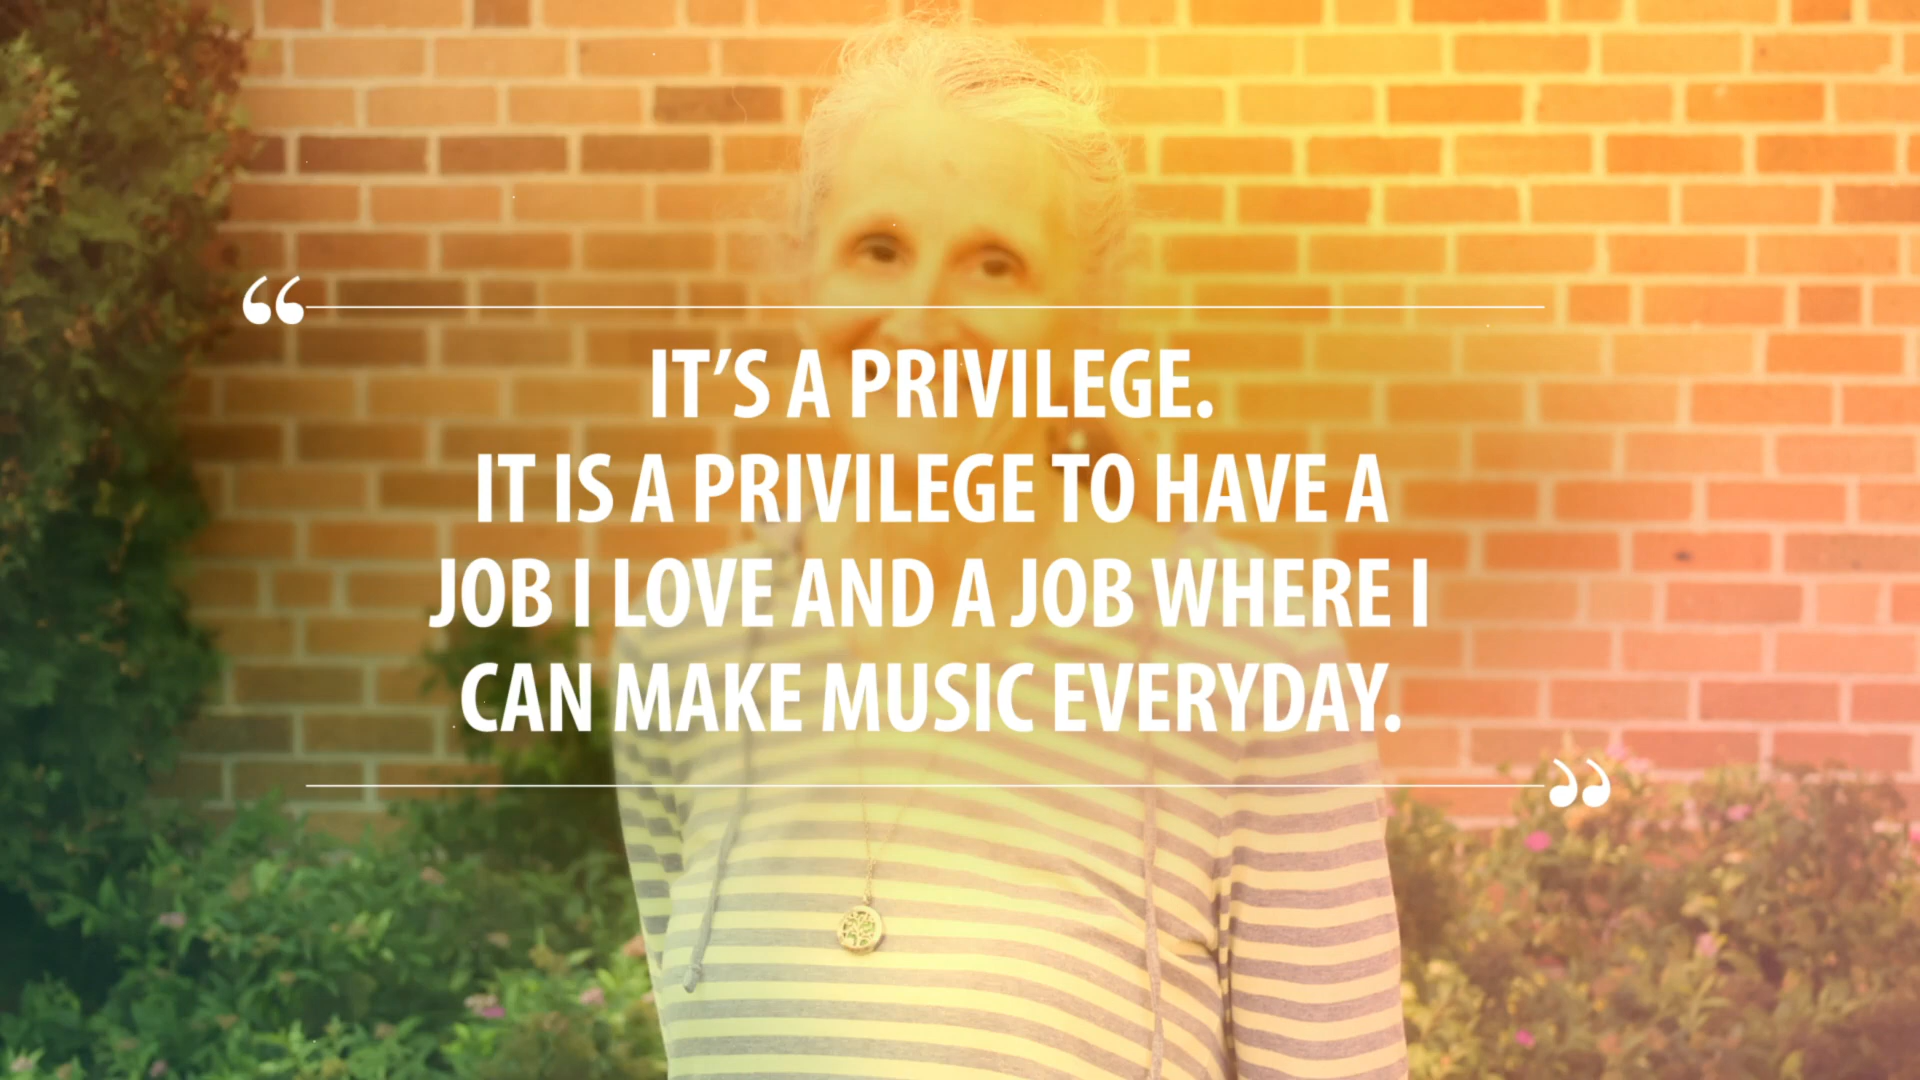 “
IT’S A PRIVILEGE.
IT IS A PRIVILEGE TO HAVE A
JOB I LOVE AND A JOB WHERE I
CAN MAKE MUSIC EVERYDAY.
”